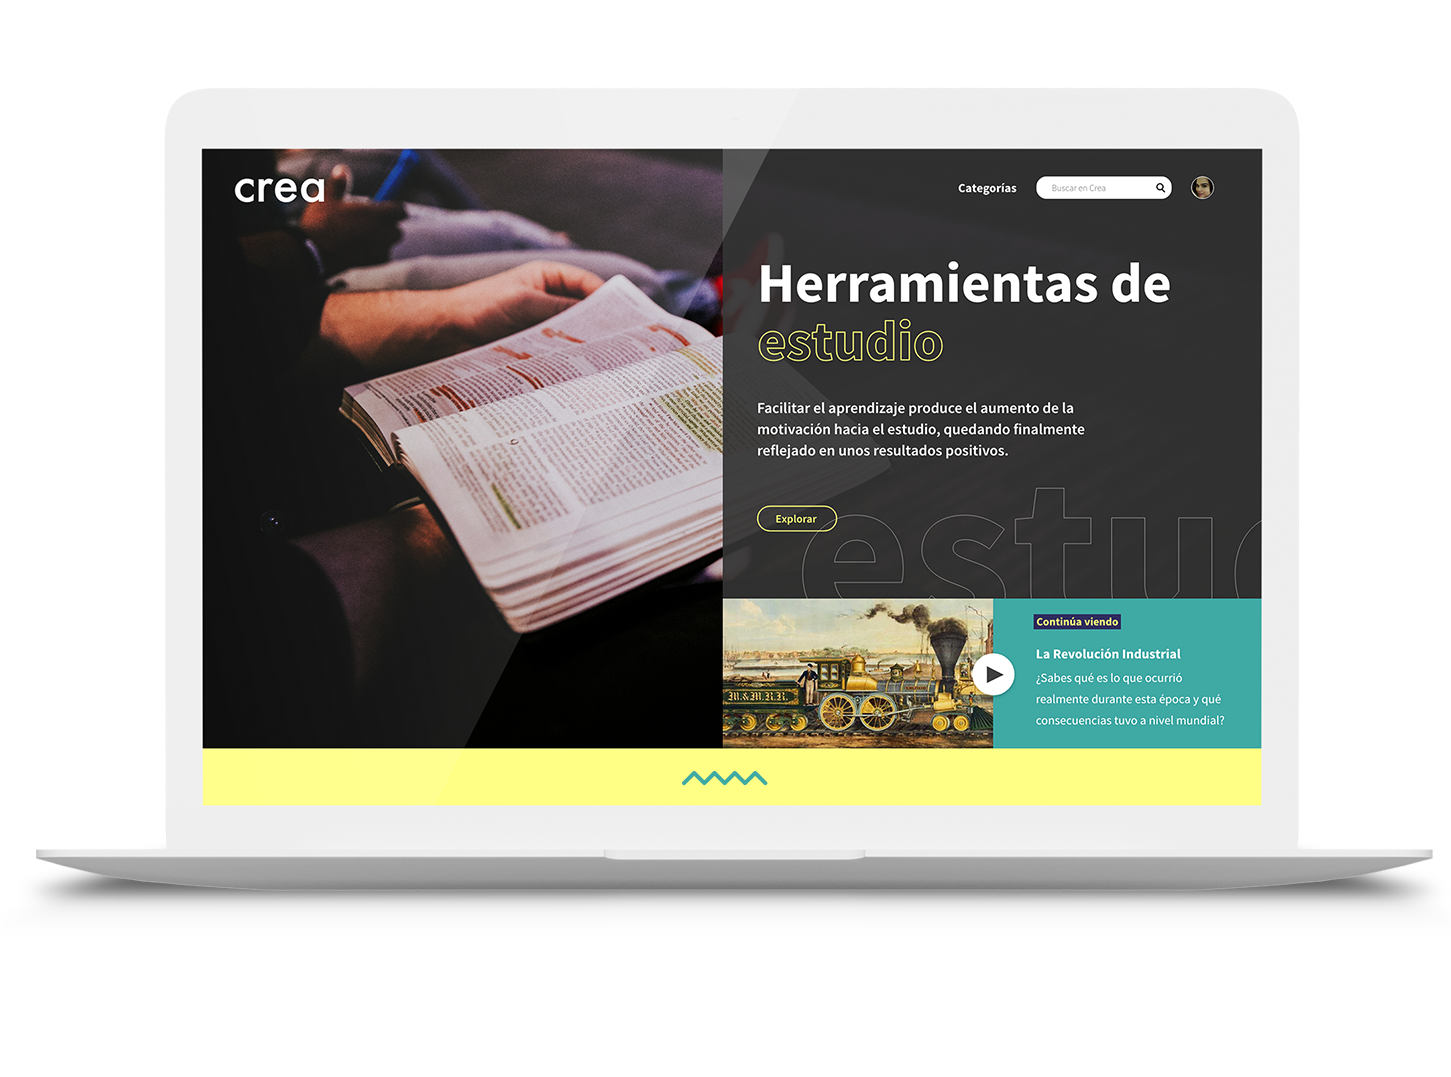 crea
Categorías
Buscar en Crea
Herramientas de
estudio
Facilitar el aprendizaje produce el aumento de la
motivación hacia el estudio, quedando finalmente
reflejado en unos resultados positivos.
Explorar
estud
M.&M.R.R.
Continúa viendo
La Revolución Industrial
¿Sabes qué es lo que ocurrió
realmente durante esta época y qué
consecuencias tuvo a nivel mundial?